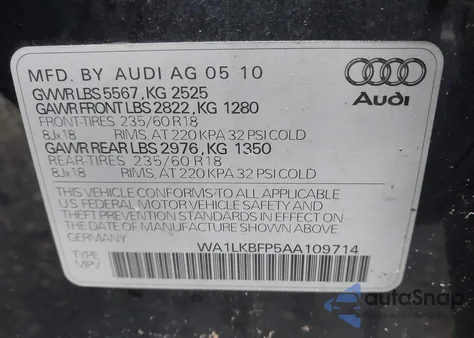 MFD. BY AUDI AG 05 10
GVWR LBS 5567, KG 2525
GAWR FRONT LBS 2822, KG 1280
FRONT-TIRES 235/60 R18
8Jx18 RIMS, AT 220 KPA 32 PSI COLD
GAWR REAR LBS 2976, KG 1350
REAR-TIRES 235/60 R18
8Jx18 RIMS, AT 220 KPA 32 PSI COLD
Audi
THIS VEHICLE CONFORMS TO ALL APPLICABLE
U.S. FEDERAL MOTOR VEHICLE SAFETY AND
THEFT PREVENTION STANDARDS IN EFFECT ON
THE DATE OF MANUFACTURE SHOWN ABOVE
GERMANY
WA1LKBFP5AA109714
TYPE:
MPV
autoSnap